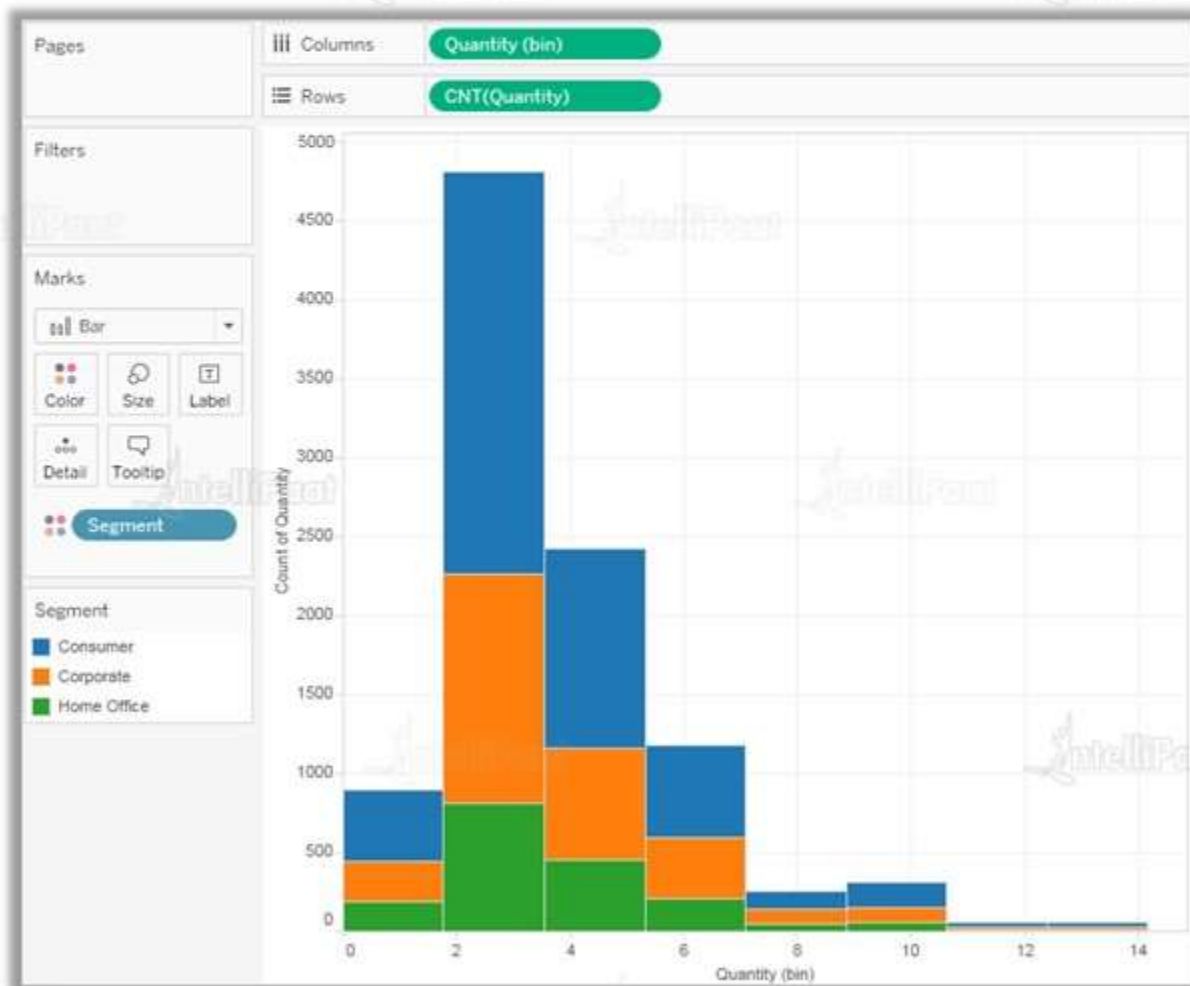 Pages
Columns
Quantity (bin)
Rows
CNT(Quantity)
Filters
Marks
Bar
Color
Size
Label
Detail
Tooltip
Segment
Segment
Consumer
Corporate
Home Office
Count of Quantity
5000
4500
4000
3500
3000
2500
2000
1500
1000
500
0
0 2 4 6 8 10 12 14
Quantity (bin)